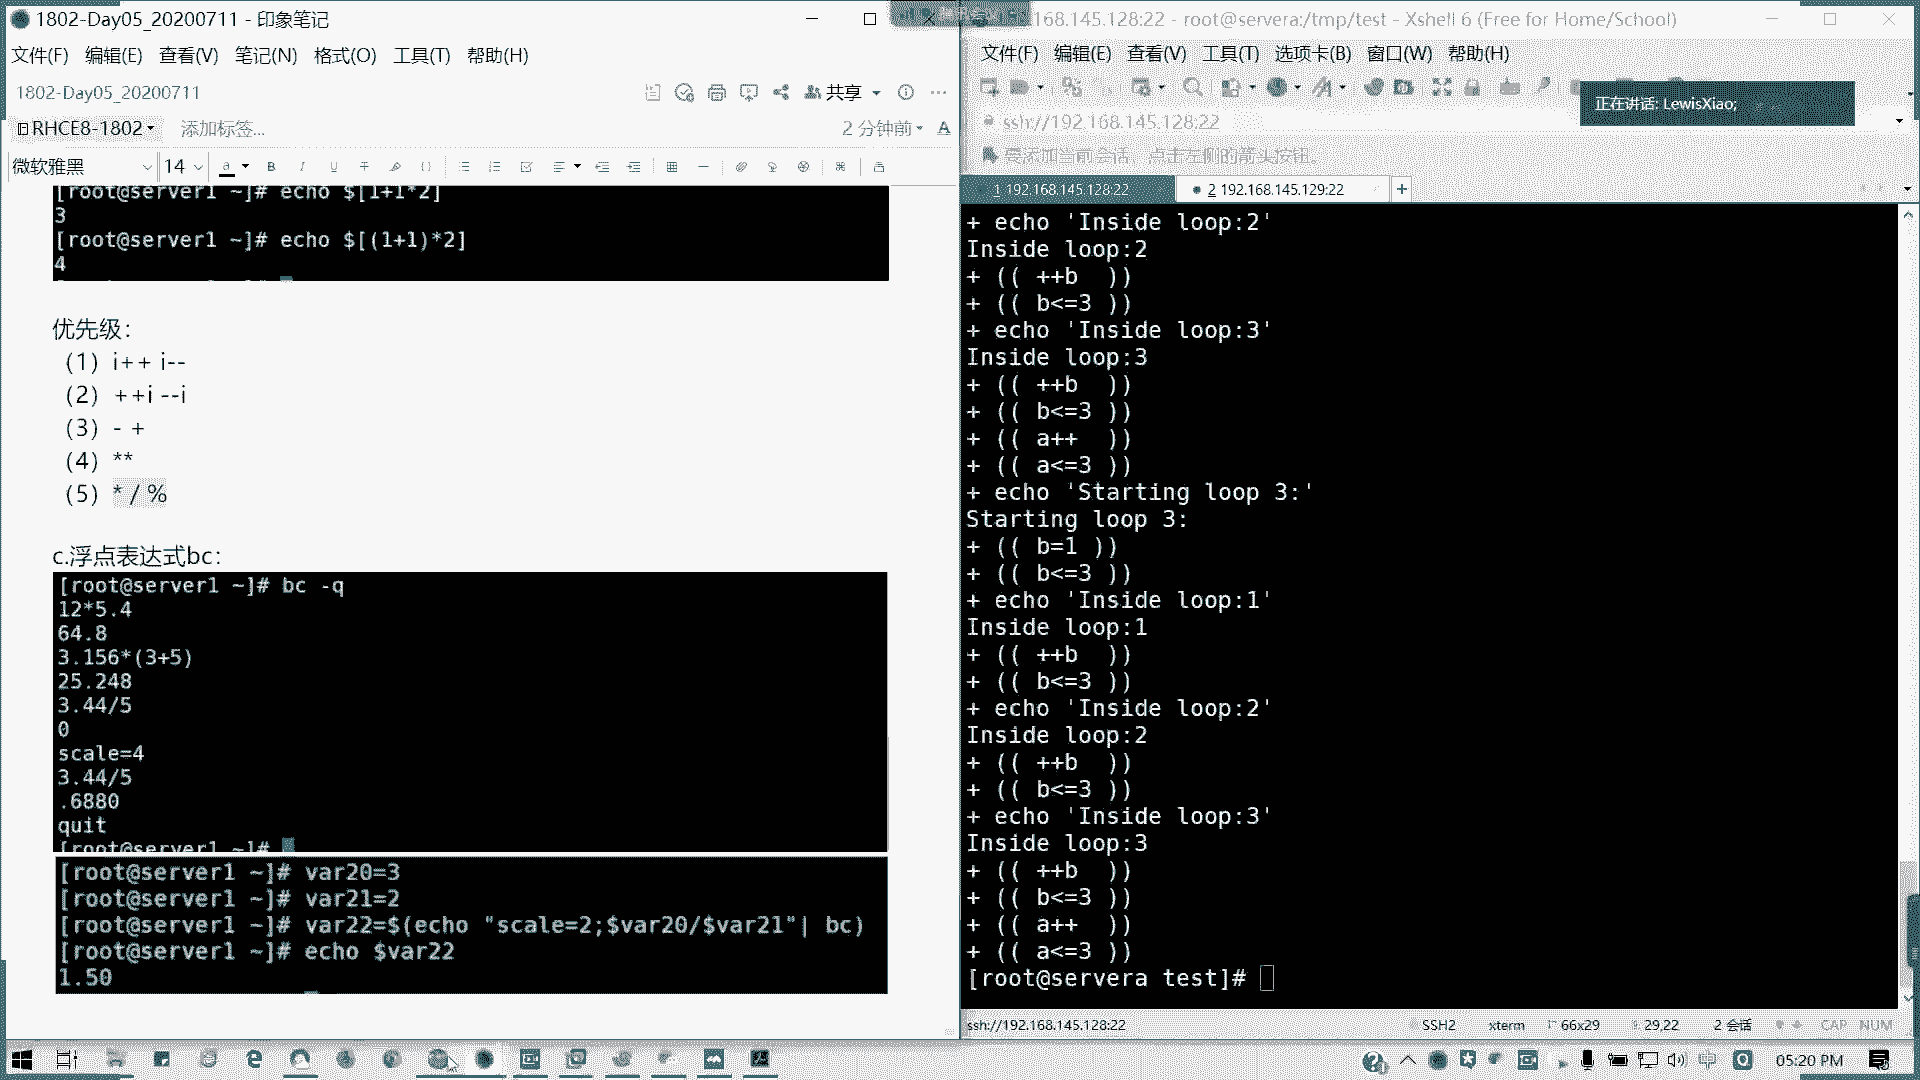 1802-Day05_20200711 - 印象笔记
文件(F) 编辑(E) 查看(V) 笔记(N) 格式(O) 工具(T) 帮助(H)
1802-Day05_20200711
共享
RHCE8-1802
添加标签...
2 分钟前
微软雅黑
14
[root@server1 ~]# echo $[1+1*2]
3
[root@server1 ~]# echo $[(1+1)*2]
4
优先级：
（1）i++ i--
（2）++i --i
（3）- +
（4）**
（5）* / %
c.浮点表达式bc：
[root@server1 ~]# bc -q
12*5.4
64.8
3.156*(3+5)
25.248
3.44/5
0
scale=4
3.44/5
.6880
quit
[root@server1 ~]#
[root@server1 ~]# var20=3
[root@server1 ~]# var21=2
[root@server1 ~]# var22=$(echo "scale=2;$var20/$var21"| bc)
[root@server1 ~]# echo $var22
1.50
168.145.128:22 - root@servera:/tmp/test - Xshell 6 (Free for Home/School)
文件(F) 编辑(E) 查看(V) 工具(T) 选项卡(B) 窗口(W) 帮助(H)
正在讲话: LewisXiao;
ssh://192.168.145.128:22
要添加当前会话，点击左侧的箭头按钮。
1 192.168.145.128:22
2 192.168.145.129:22
+ echo 'Inside loop:2'
Inside loop:2
+ (( ++b  ))
+ (( b<=3 ))
+ echo 'Inside loop:3'
Inside loop:3
+ (( ++b  ))
+ (( b<=3 ))
+ (( a++  ))
+ (( a<=3 ))
+ echo 'Starting loop 3:'
Starting loop 3:
+ (( b=1 ))
+ (( b<=3 ))
+ echo 'Inside loop:1'
Inside loop:1
+ (( ++b  ))
+ (( b<=3 ))
+ echo 'Inside loop:2'
Inside loop:2
+ (( ++b  ))
+ (( b<=3 ))
+ echo 'Inside loop:3'
Inside loop:3
+ (( ++b  ))
+ (( b<=3 ))
+ (( a++  ))
+ (( a<=3 ))
[root@servera test]#
ssh://192.168.145.128:22
SSH2
xterm
66x29
29,22
2 会话
CAP
NUM
05:20 PM